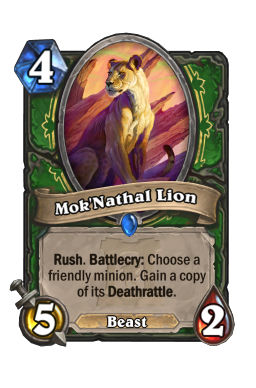 4
Mok'Nathal Lion
Rush. Battlecry: Choose a
friendly minion. Gain a copy
of its Deathrattle.
5
Beast
2